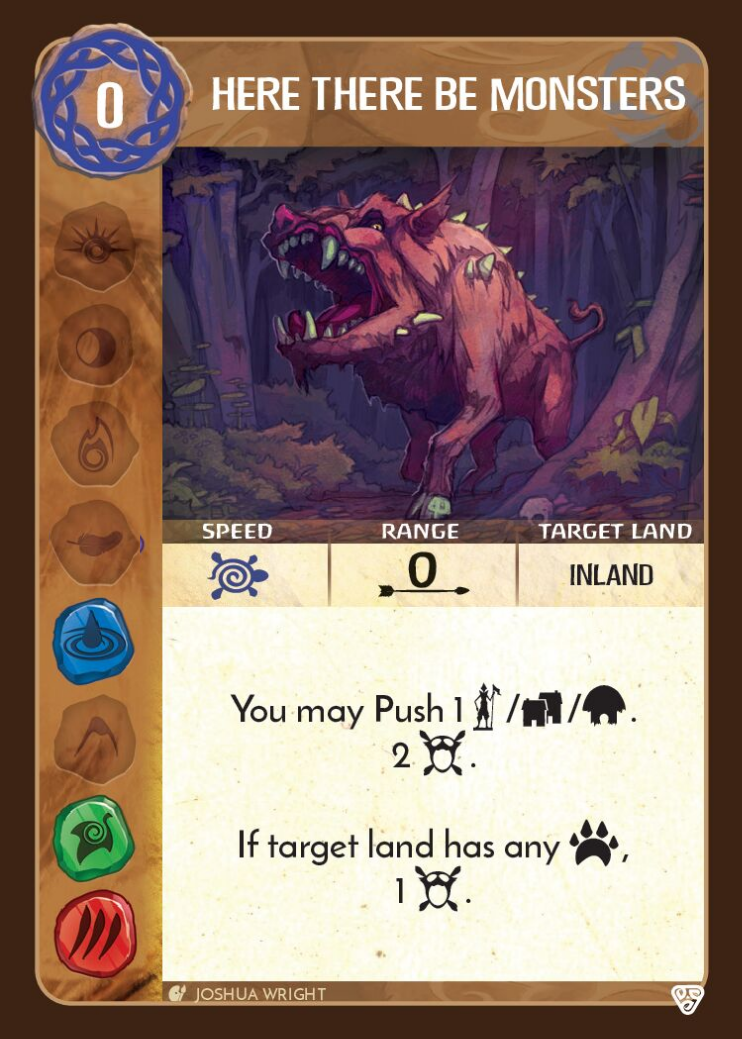 0
HERE THERE BE MONSTERS
SPEED RANGE TARGET LAND
0 INLAND
You may Push 1 / / .
2 .
If target land has any ,
1 .
JOSHUA WRIGHT